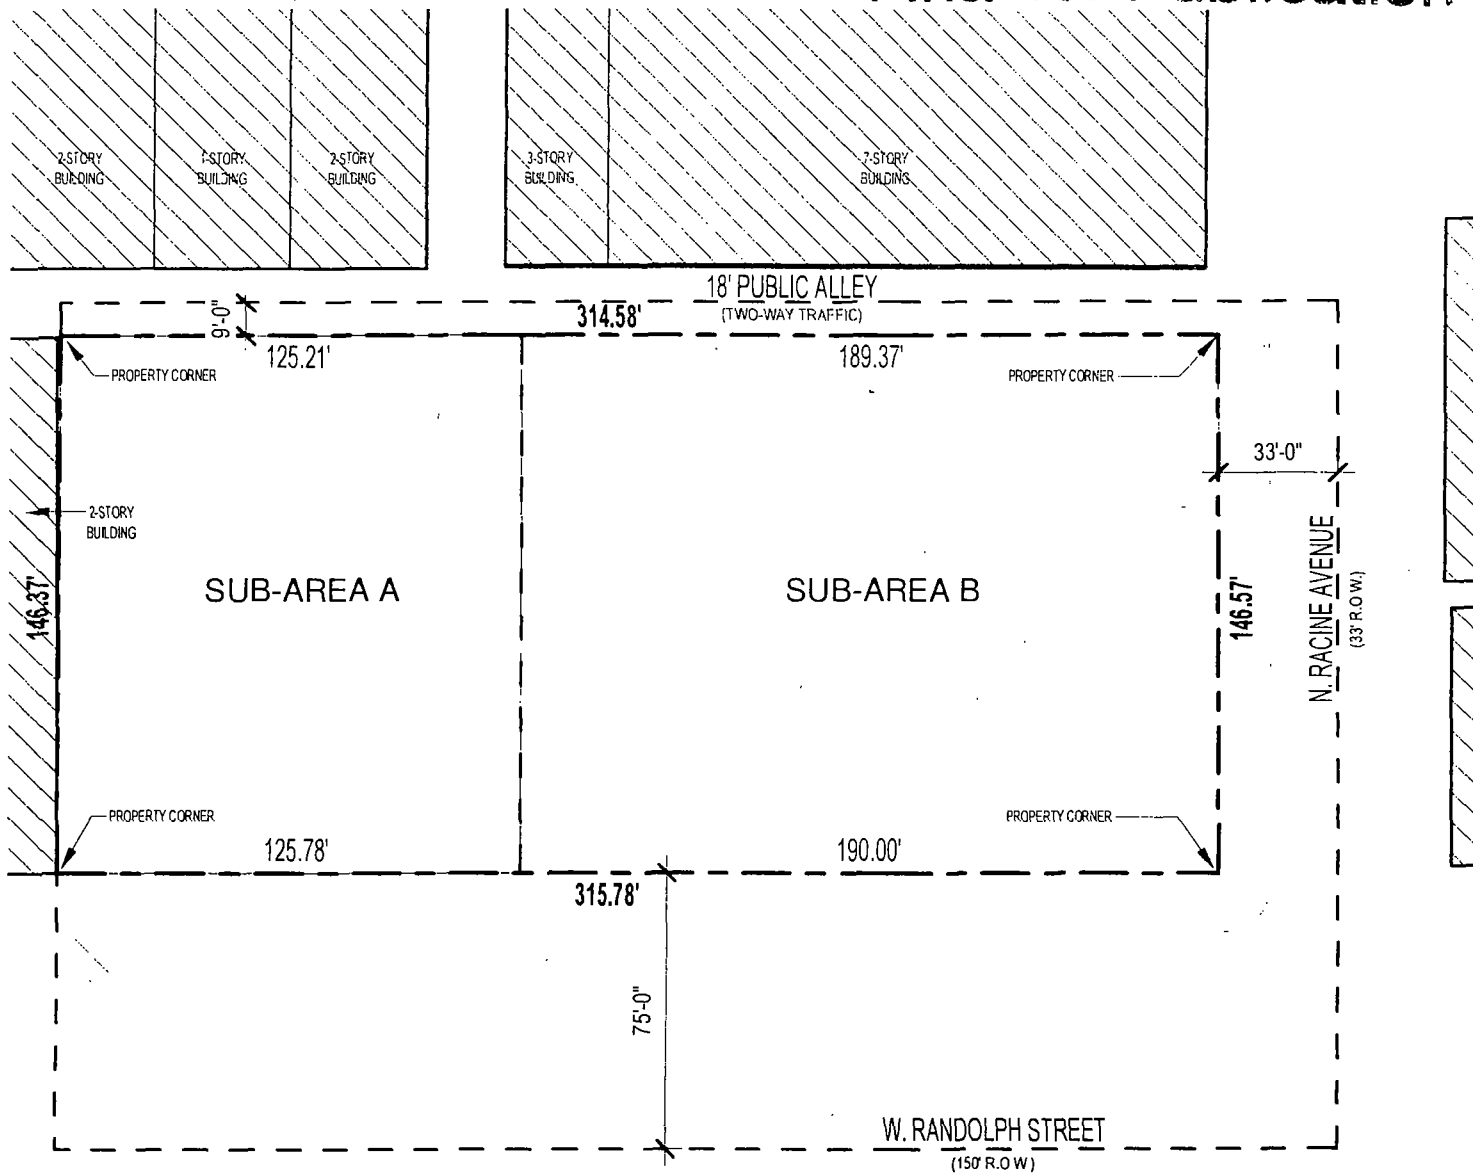 2-STORY
BUILDING
1-STORY
BUILDING
2-STORY
BUILDING
3-STORY
BUILDING
7-STORY
BUILDING
18' PUBLIC ALLEY
(TWO-WAY TRAFFIC)
9'-0"
314.58'
125.21'
189.37'
PROPERTY CORNER
PROPERTY CORNER
33'-0"
2-STORY
BUILDING
SUB-AREA A
SUB-AREA B
146.37'
146.57'
N. RACINE AVENUE
(33' R.O.W.)
PROPERTY CORNER
PROPERTY CORNER
125.78'
190.00'
315.78'
75'-0"
W. RANDOLPH STREET
(150' R.O.W)